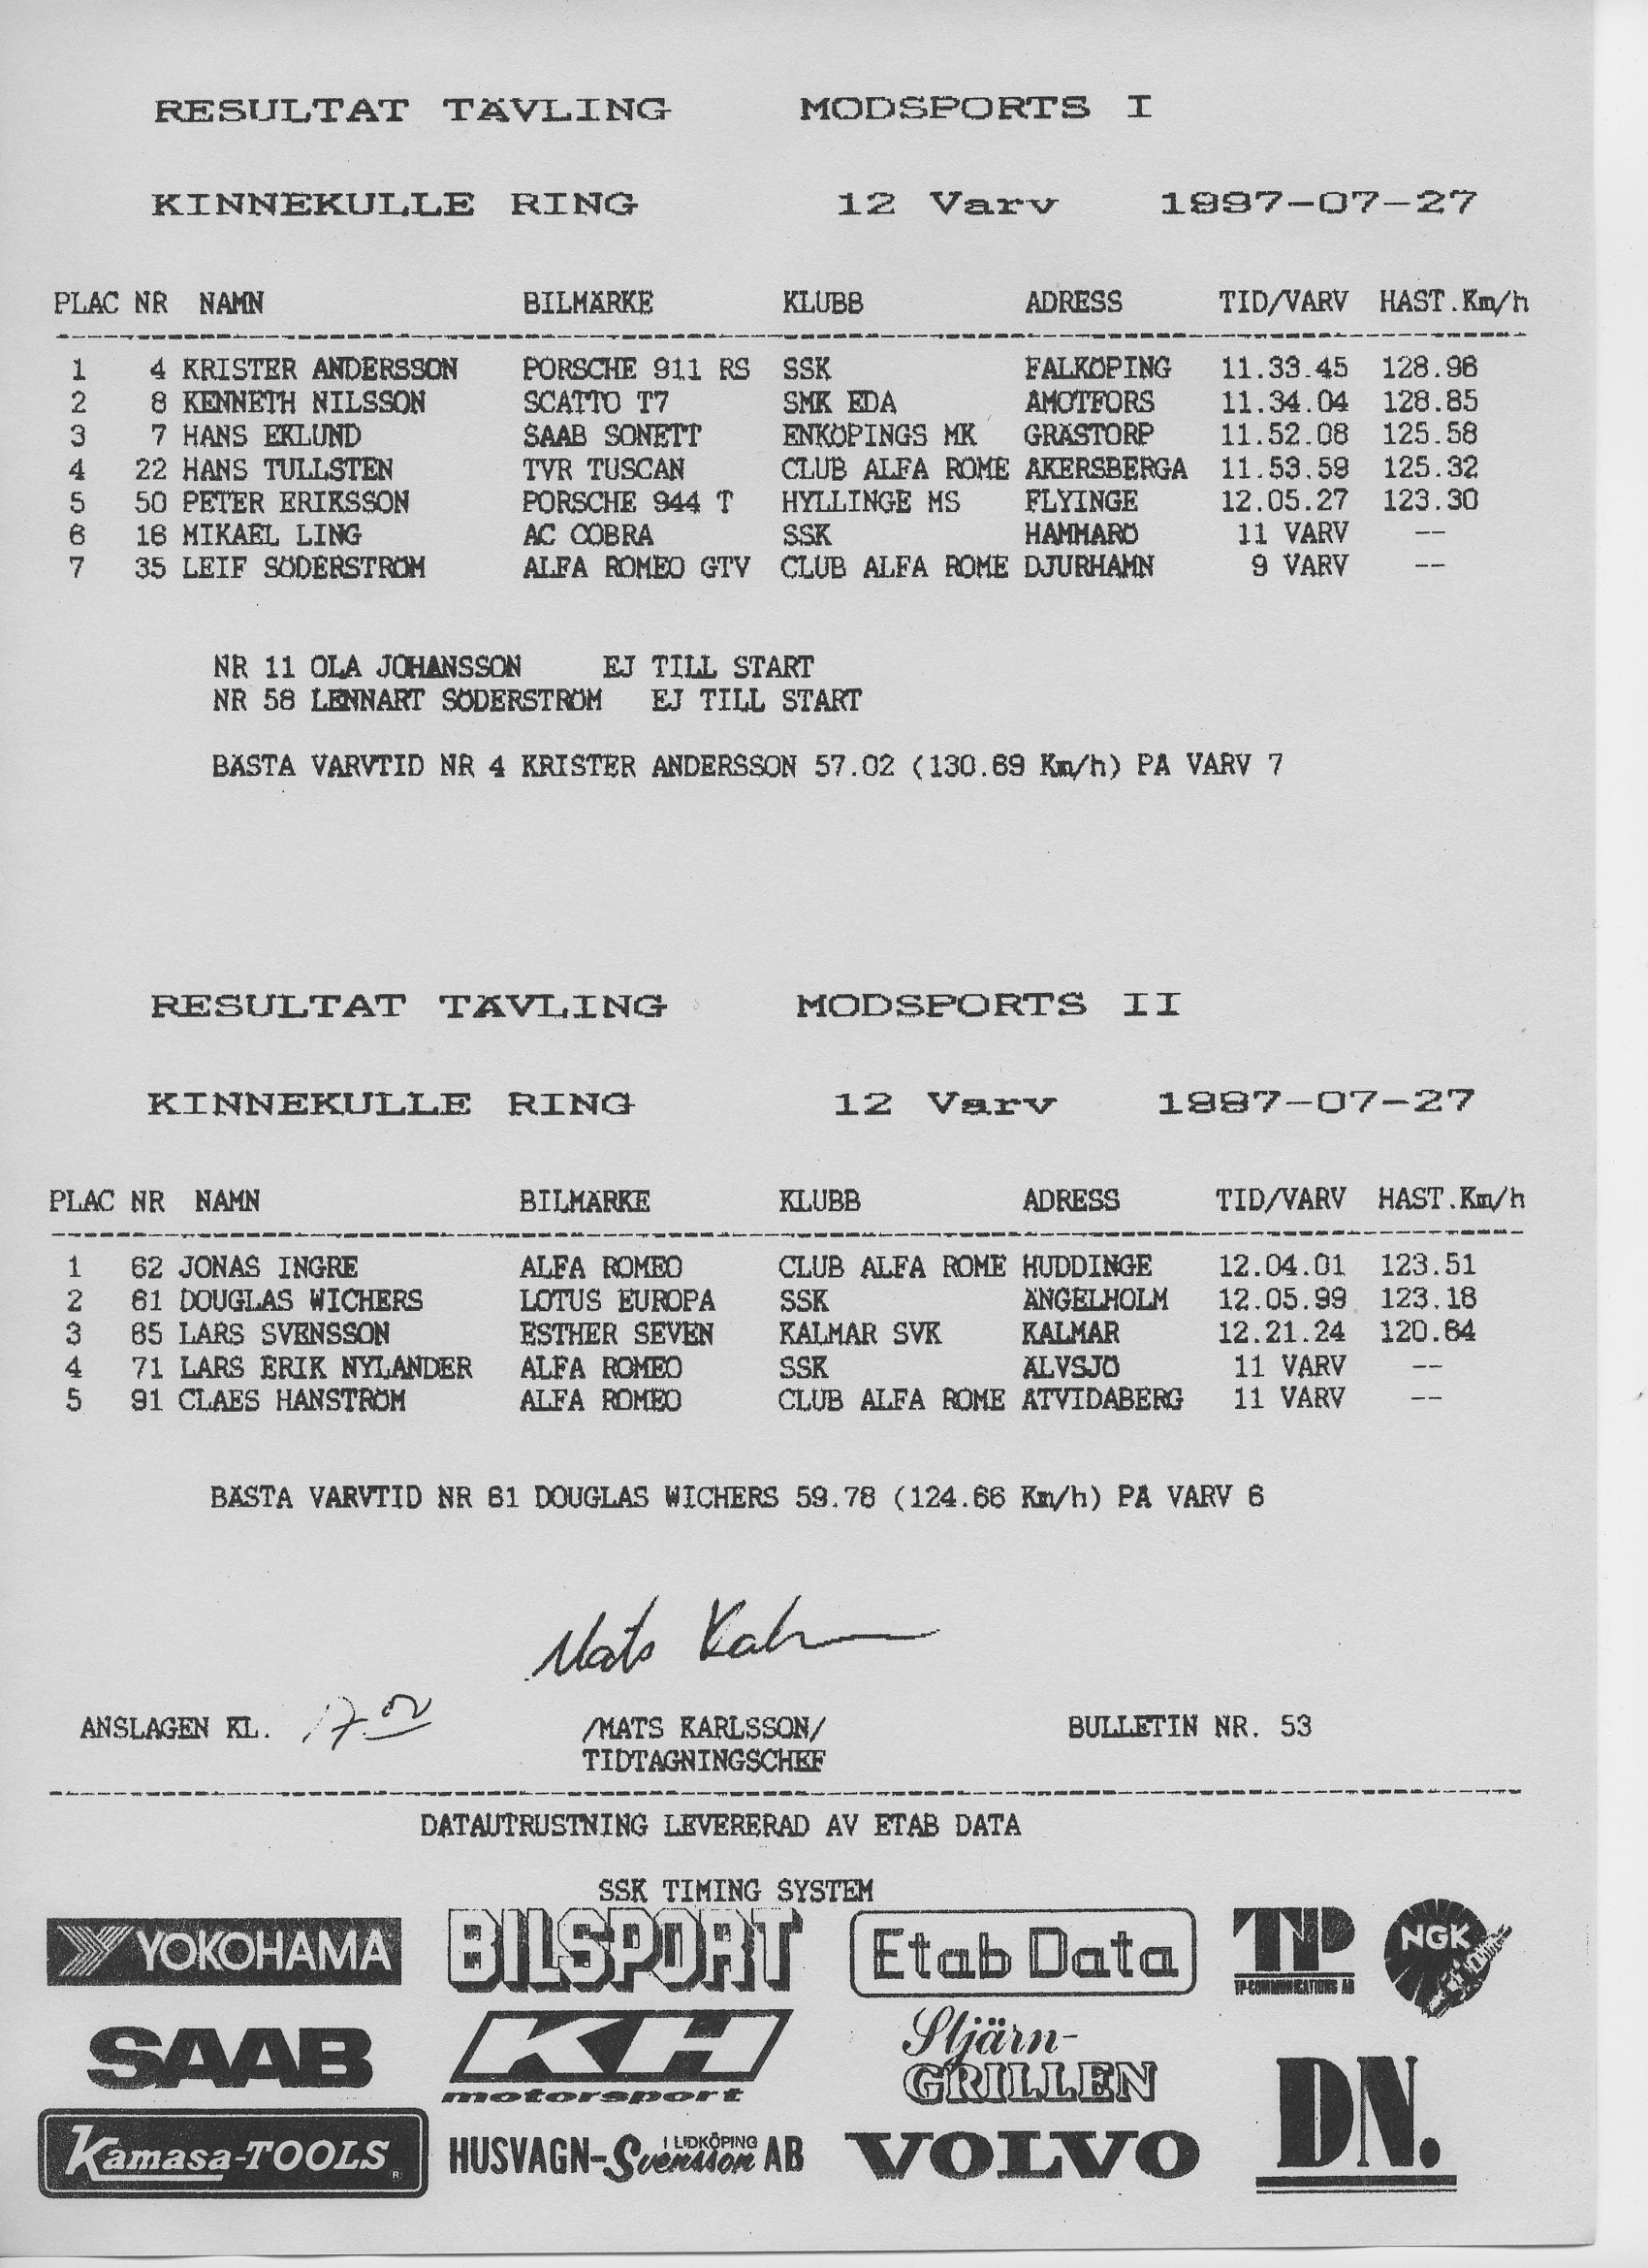 RESULTAT TÄVLING MODSPORTS I
KINNEKULLE RING 12 Varv 1997-07-27
PLAC NR NAMN BILMÄRKE KLUBB ADRESS TID/VARV HAST.Km/h
1 4 KRISTER ANDERSSON PORSCHE 911 RS SSK FALKÖPING 11.33.45 128.96
2 8 KENNETH NILSSON SCATTO T7 SMK EDA ÅMOTFORS 11.34.04 128.85
3 7 HANS EKLUND SAAB SONETT ENKÖPINGS MK GRÄSTORP 11.52.08 125.58
4 22 HANS TULLSTEN TVR TUSCAN CLUB ALFA ROME ÅKERSBERGA 11.53.59 125.32
5 50 PETER ERIKSSON PORSCHE 944 T HYLLINGE MS FLYINGE 12.05.27 123.30
6 16 MIKAEL LING AC COBRA SSK HAMMARÖ 11 VARV --
7 35 LEIF SÖDERSTRÖM ALFA ROMEO GTV CLUB ALFA ROME DJURHAMN 9 VARV --
NR 11 OLA JOHANSSON EJ TILL START
NR 58 LENNART SÖDERSTRÖM EJ TILL START
BÄSTA VARVTID NR 4 KRISTER ANDERSSON 57.02 (130.69 Km/h) PÅ VARV 7
RESULTAT TÄVLING MODSPORTS II
KINNEKULLE RING 12 Varv 1997-07-27
PLAC NR NAMN BILMÄRKE KLUBB ADRESS TID/VARV HAST.Km/h
1 62 JONAS INGRE ALFA ROMEO CLUB ALFA ROME HUDDINGE 12.04.01 123.51
2 61 DOUGLAS WICHERS LOTUS EUROPA SSK ÄNGELHOLM 12.05.99 123.18
3 65 LARS SVENSSON ESTHER SEVEN KALMAR SVK KALMAR 12.21.24 120.64
4 71 LARS ERIK NYLANDER ALFA ROMEO SSK ÄLVSJÖ 11 VARV --
5 91 CLAES HANSTRÖM ALFA ROMEO CLUB ALFA ROME ÅTVIDABERG 11 VARV --
BÄSTA VARVTID NR 61 DOUGLAS WICHERS 59.78 (124.66 Km/h) PÅ VARV 6
ANSLAGEN KL. 17 00 /MATS KARLSSON/ BULLETIN NR. 53
TIDTAGNINGSCHEF
DATAUTRUSTNING LEVERERAD AV ETAB DATA
SSK TIMING SYSTEM
YOKOHAMA BILSPORT Etab Data TP NGK
TP COMMUNICATIONS AB
SAAB KH Stjärn-
motorsport GRILLEN DN.
Kamasa-TOOLS® HUSVAGN-Svensson I LIDKÖPING AB VOLVO